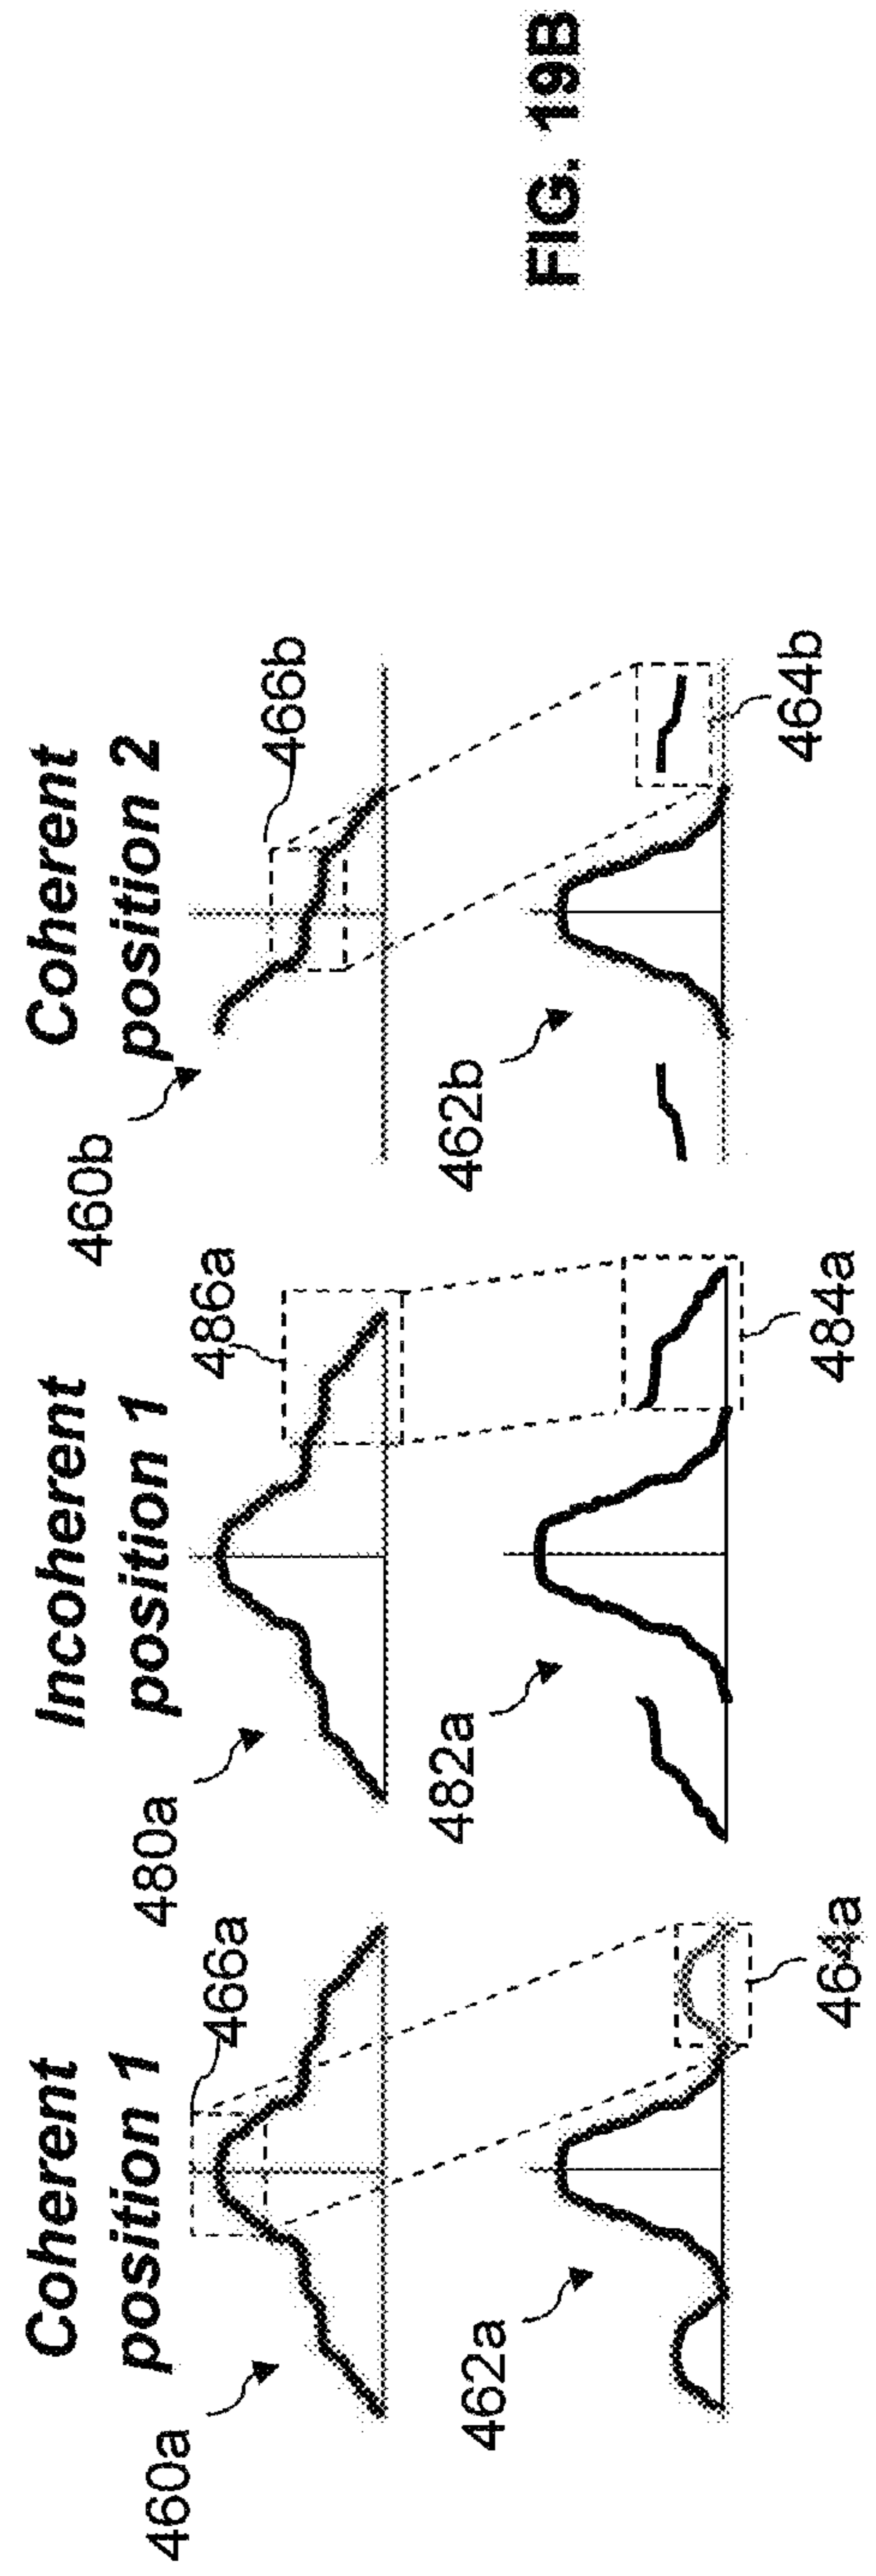 Coherent
position 1
Incoherent
position 1
Coherent
position 2
460a
466a
480a
486a
460b
466b
462a
464a
482a
484a
462b
464b
FIG. 19B